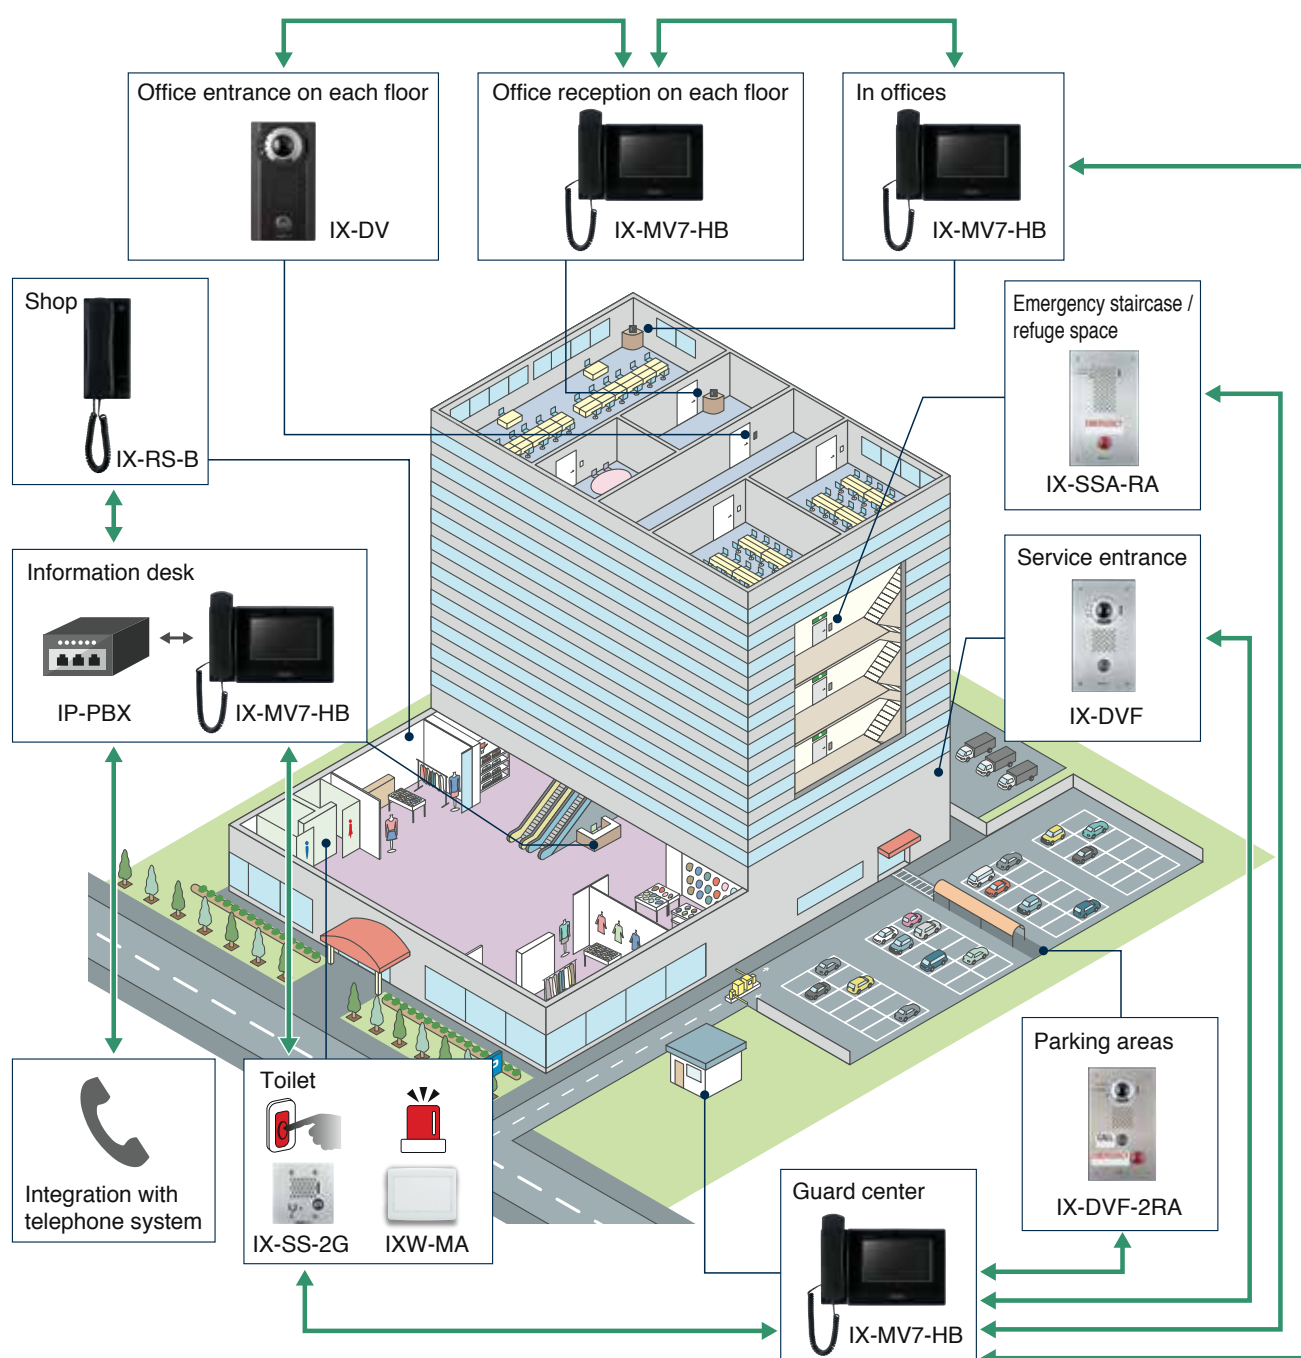 Office entrance on each floor
IX-DV
Office reception on each floor
IX-MV7-HB
In offices
IX-MV7-HB
Shop
IX-RS-B
Emergency staircase /
refuge space
EMERGENCY
IX-SSA-RA
Information desk
IP-PBX
IX-MV7-HB
Service entrance
IX-DVF
Integration with
telephone system
Toilet
IX-SS-2G
IXW-MA
Guard center
IX-MV7-HB
Parking areas
CALL
EMERGENCY
IX-DVF-2RA